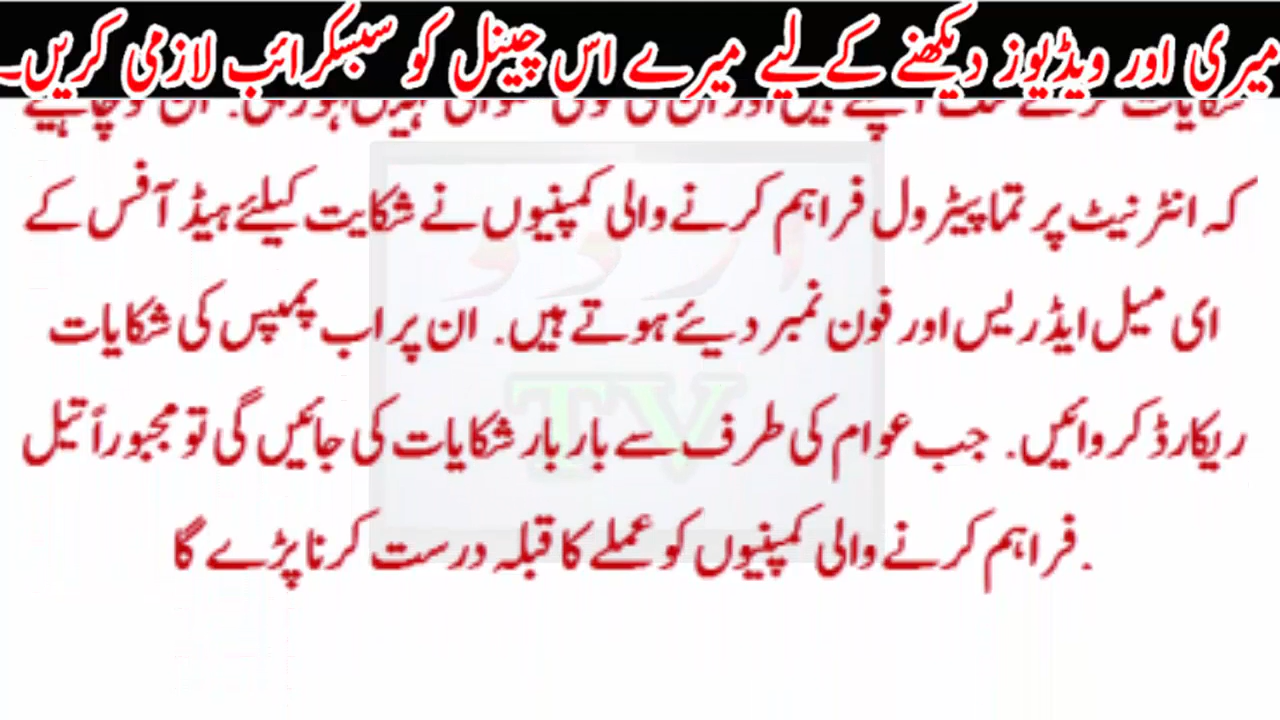 میری اور ویڈیوز دیکھنے کے لیے میرے اس چینل کو سبسکرائب لازمی کریں۔
کہ انٹرنیٹ پر تما پیٹرول فراہم کرنے والی کمپنیوں نے شکایت کیلئے ہیڈ آفس کے
ای میل ایڈریس اور فون نمبر دیئے ہوتے ہیں. ان پر اب پمپس کی شکایات
ریکارڈ کروائیں. جب عوام کی طرف سے بار بار شکایات کی جائیں گی تو مجبوراً تیل
فراہم کرنے والی کمپنیوں کو عملے کا قبلہ درست کرنا پڑے گا.
اردو
TV